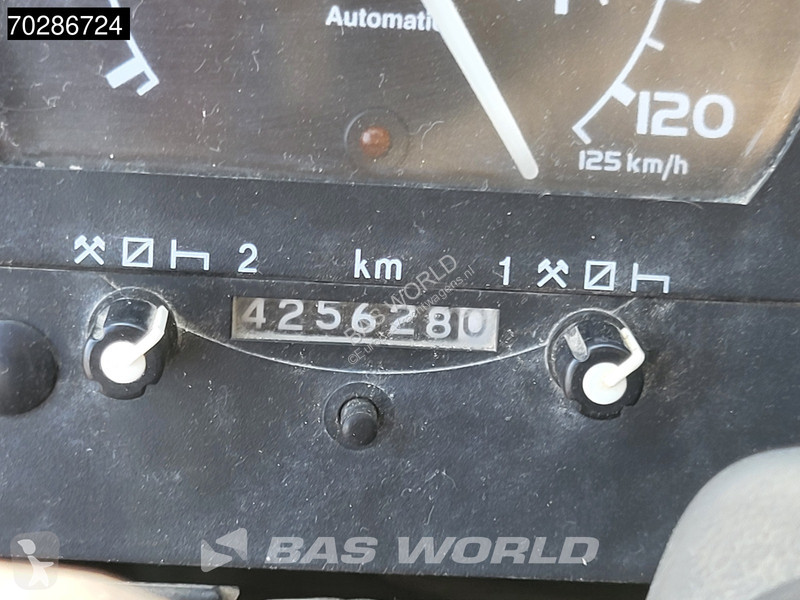 70286724
Automatic
120
125 km/h
2 km 1
4256280
BAS WORLD
BAS WORLD